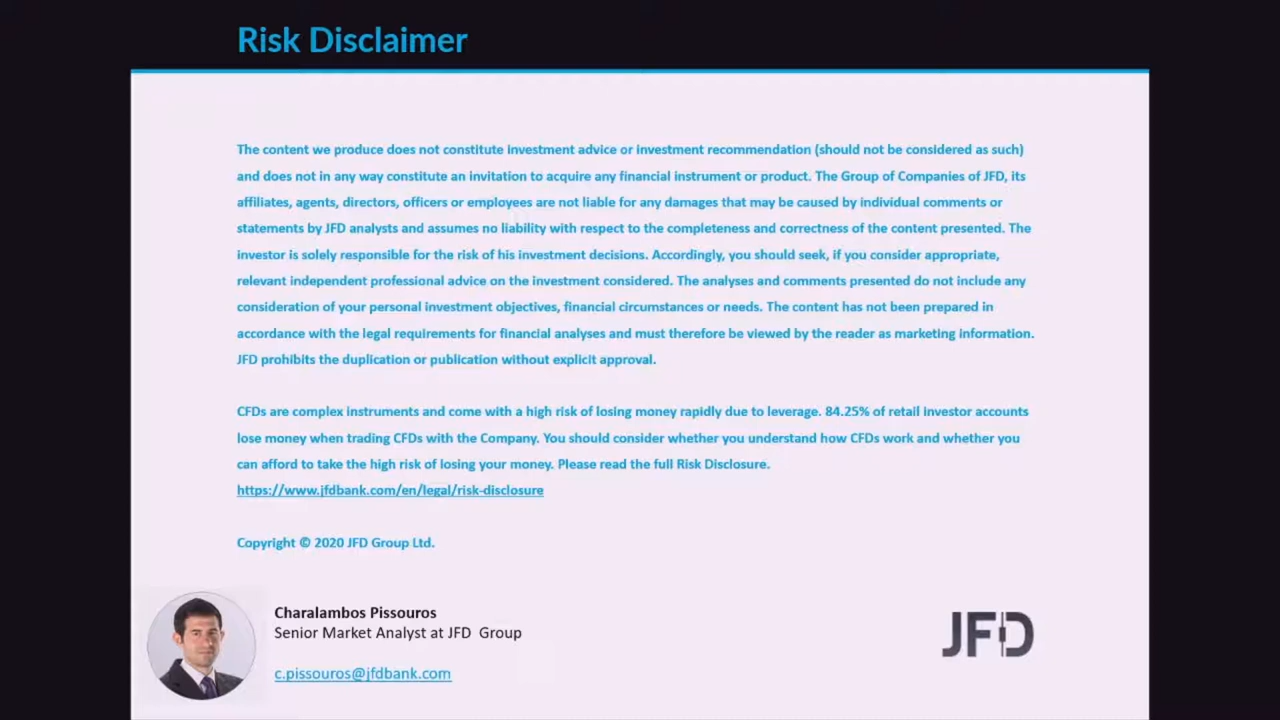 Risk Disclaimer
The content we produce does not constitute investment advice or investment recommendation (should not be considered as such)
and does not in any way constitute an invitation to acquire any financial instrument or product. The Group of Companies of JFD, its
affiliates, agents, directors, officers or employees are not liable for any damages that may be caused by individual comments or
statements by JFD analysts and assumes no liability with respect to the completeness and correctness of the content presented. The
investor is solely responsible for the risk of his investment decisions. Accordingly, you should seek, if you consider appropriate,
relevant independent professional advice on the investment considered. The analyses and comments presented do not include any
consideration of your personal investment objectives, financial circumstances or needs. The content has not been prepared in
accordance with the legal requirements for financial analyses and must therefore be viewed by the reader as marketing information.
JFD prohibits the duplication or publication without explicit approval.
CFDs are complex instruments and come with a high risk of losing money rapidly due to leverage. 84.25% of retail investor accounts
lose money when trading CFDs with the Company. You should consider whether you understand how CFDs work and whether you
can afford to take the high risk of losing your money. Please read the full Risk Disclosure.
https://www.jfdbank.com/en/legal/risk-disclosure
Copyright © 2020 JFD Group Ltd.
Charalambos Pissouros
Senior Market Analyst at JFD Group
c.pissouros@jfdbank.com
JFD